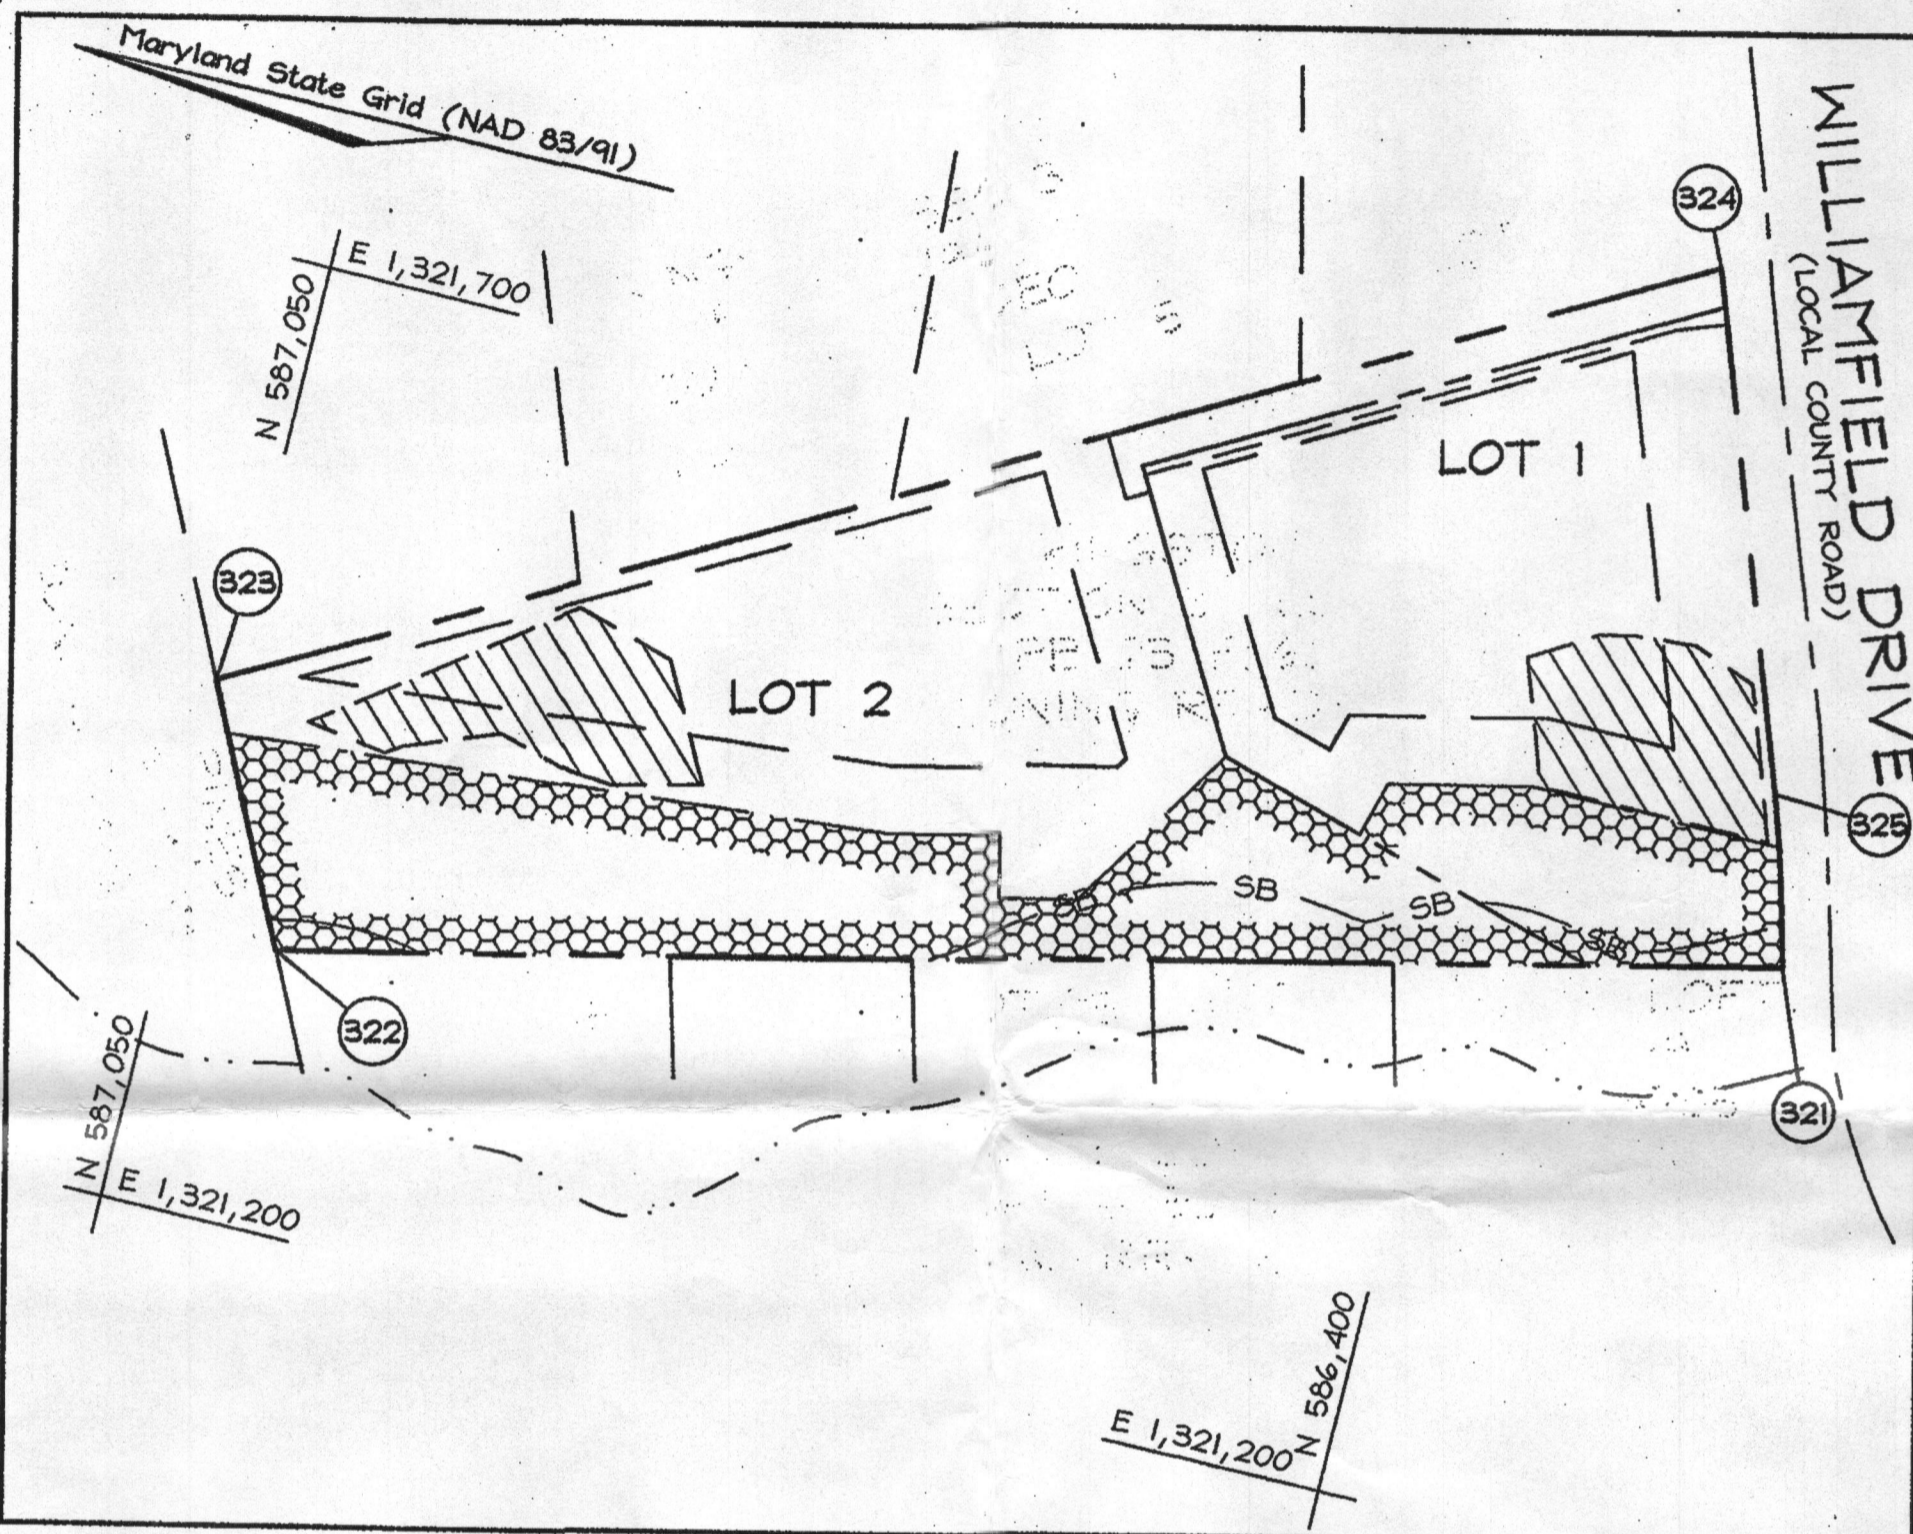 Maryland State Grid (NAD 83/91)
WILLIAMFIELD DRIVE
(LOCAL COUNTY ROAD)
324
E 1,321,700
N 587,050
LOT 1
323
LOT 2
325
SB
SB
SB
SB
322
321
N 587,050
E 1,321,200
N 586,400
E 1,321,200